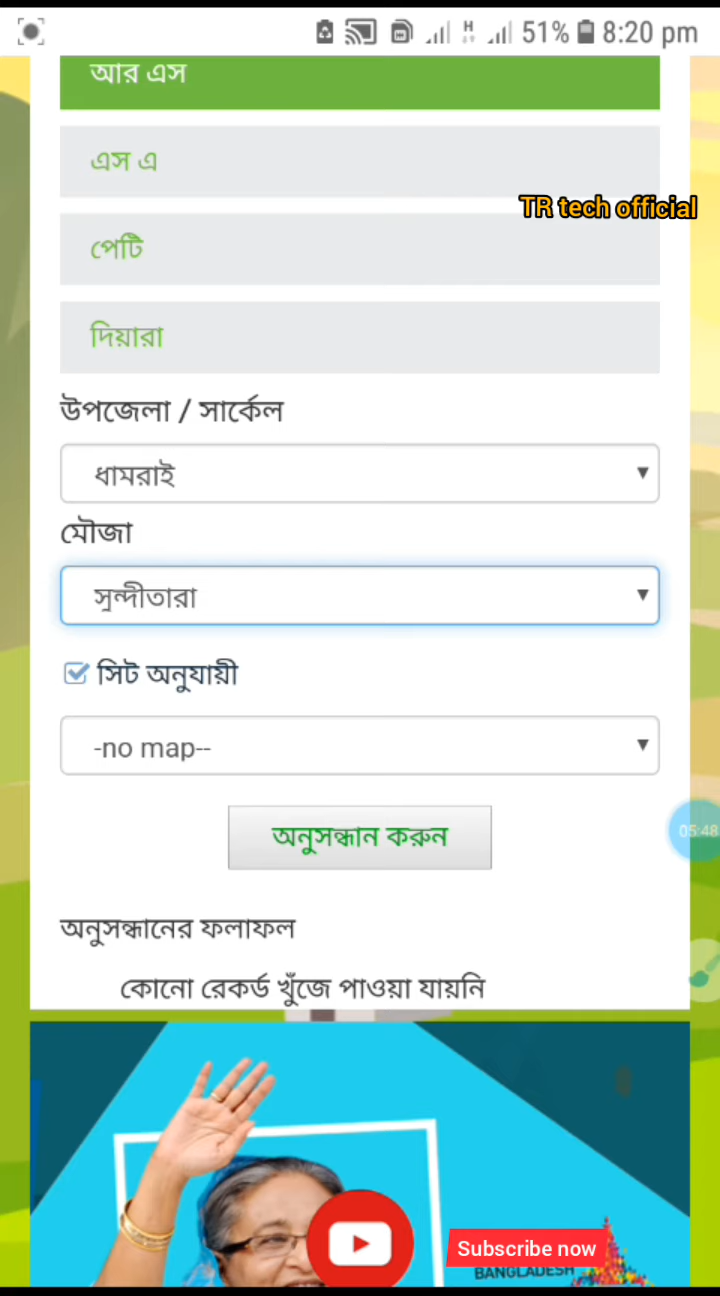 51% 8:20 pm
আর এস
এস এ
TR tech official
পেটি
দিয়ারা
উপজেলা / সার্কেল
ধামরাই
মৌজা
সুন্দীতারা
সিট অনুযায়ী
-no map--
অনুসন্ধান করুন
05:48
অনুসন্ধানের ফলাফল
কোনো রেকর্ড খুঁজে পাওয়া যায়নি
Subscribe now
BANGLADESH